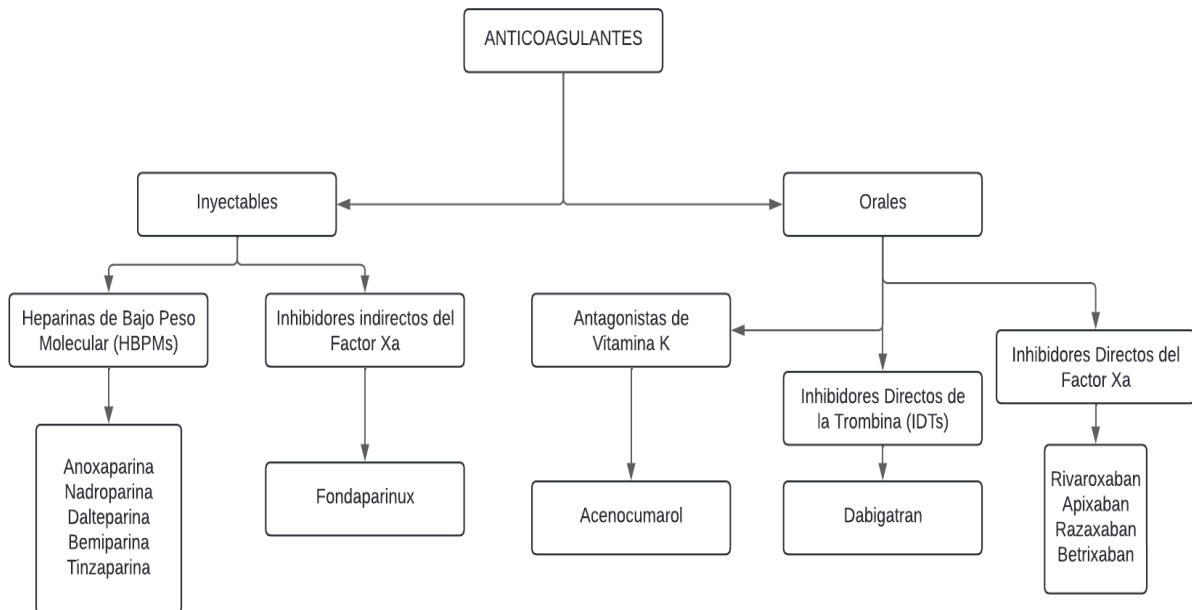 ANTICOAGULANTES
Inyectables
Orales
Heparinas de Bajo Peso
Molecular (HBPMs)
Inhibidores indirectos del
Factor Xa
Antagonistas de
Vitamina K
Inhibidores Directos de
la Trombina (IDTs)
Inhibidores Directos del
Factor Xa
Anoxaparina
Nadroparina
Dalteparina
Bemiparina
Tinzaparina
Fondaparinux
Acenocumarol
Dabigatran
Rivaroxaban
Apixaban
Razaxaban
Betrixaban